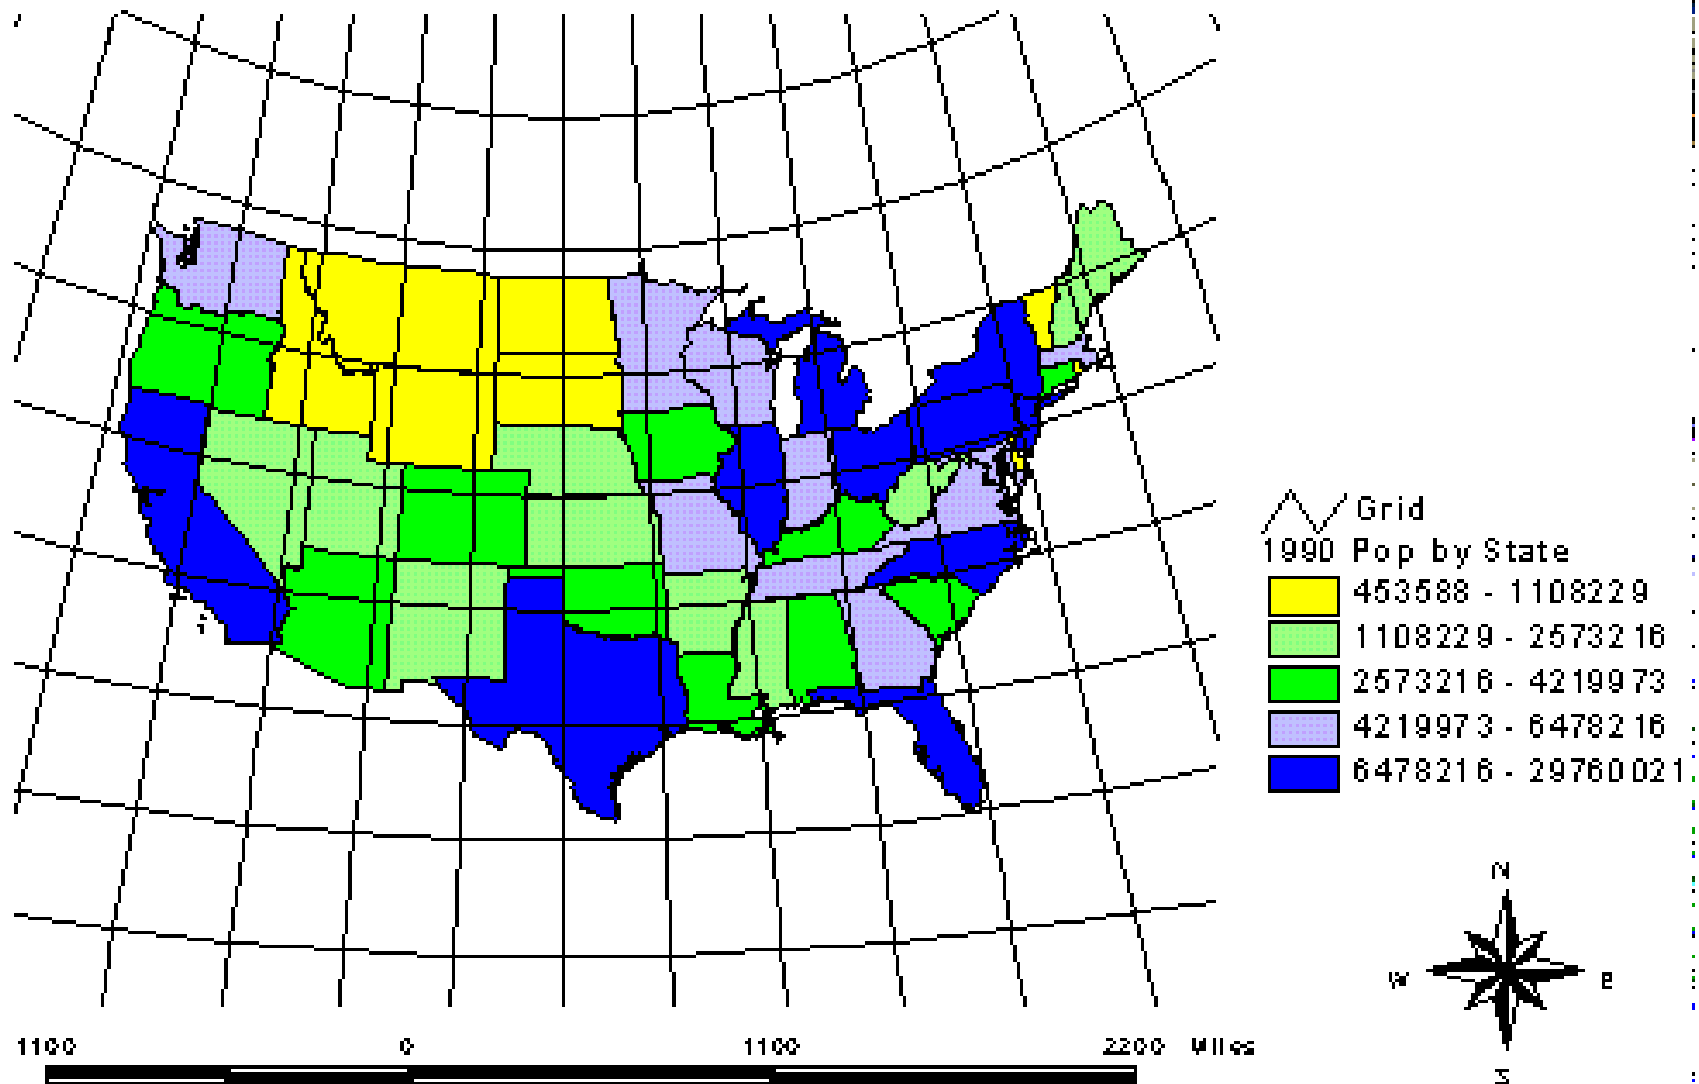 Grid
1990 Pop by State
453588 - 1108229
1108229 - 2573216
2573216 - 4219973
4219973 - 6478216
6478216 - 29760021
N
W E
S
1100 0 1100 2200 Miles